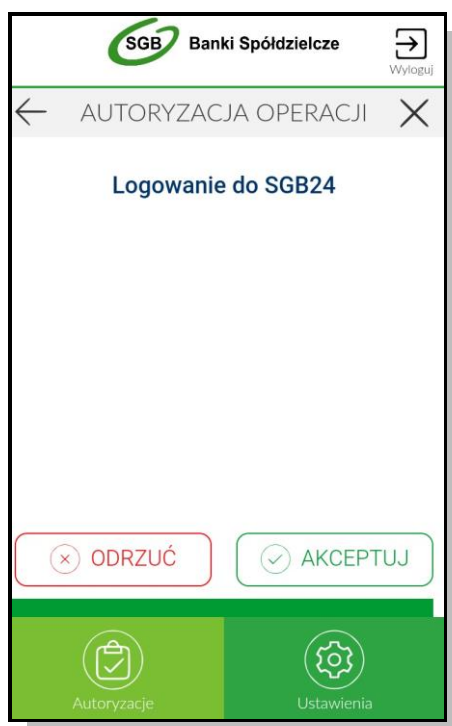 SGB Banki Spółdzielcze
Wyloguj
AUTORYZACJA OPERACJI
Logowanie do SGB24
ODRZUĆ AKCEPTUJ
Autoryzacje Ustawienia